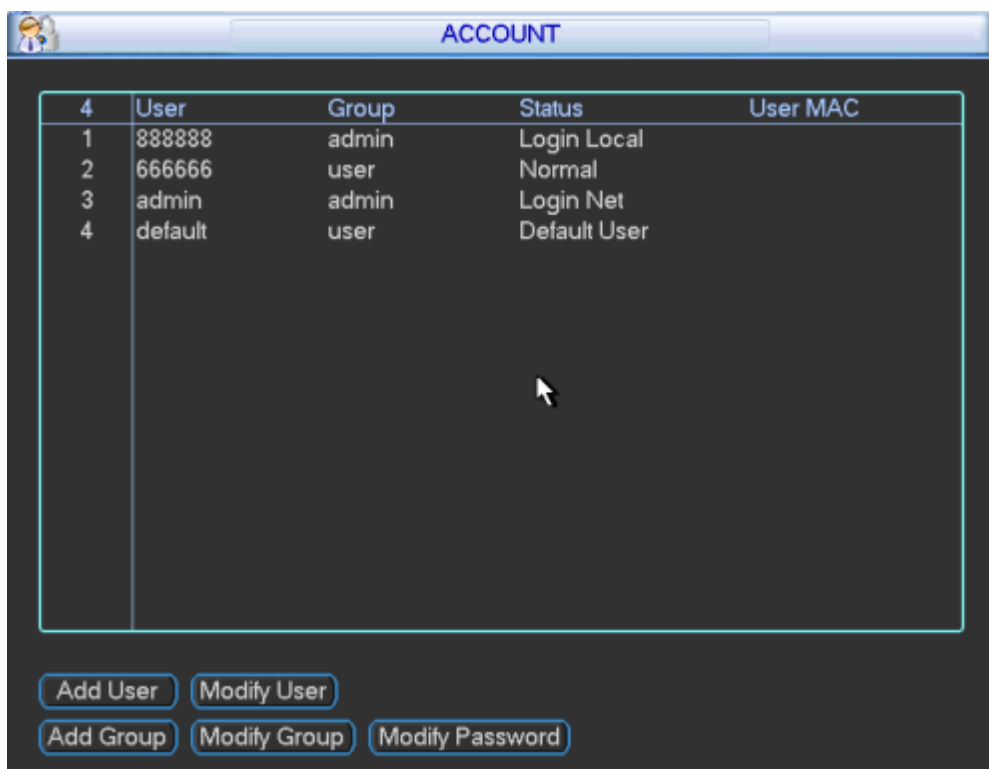 ACCOUNT
4 User Group Status User MAC
1 888888 admin Login Local
2 666666 user Normal
3 admin admin Login Net
4 default user Default User
Add User Modify User
Add Group Modify Group Modify Password